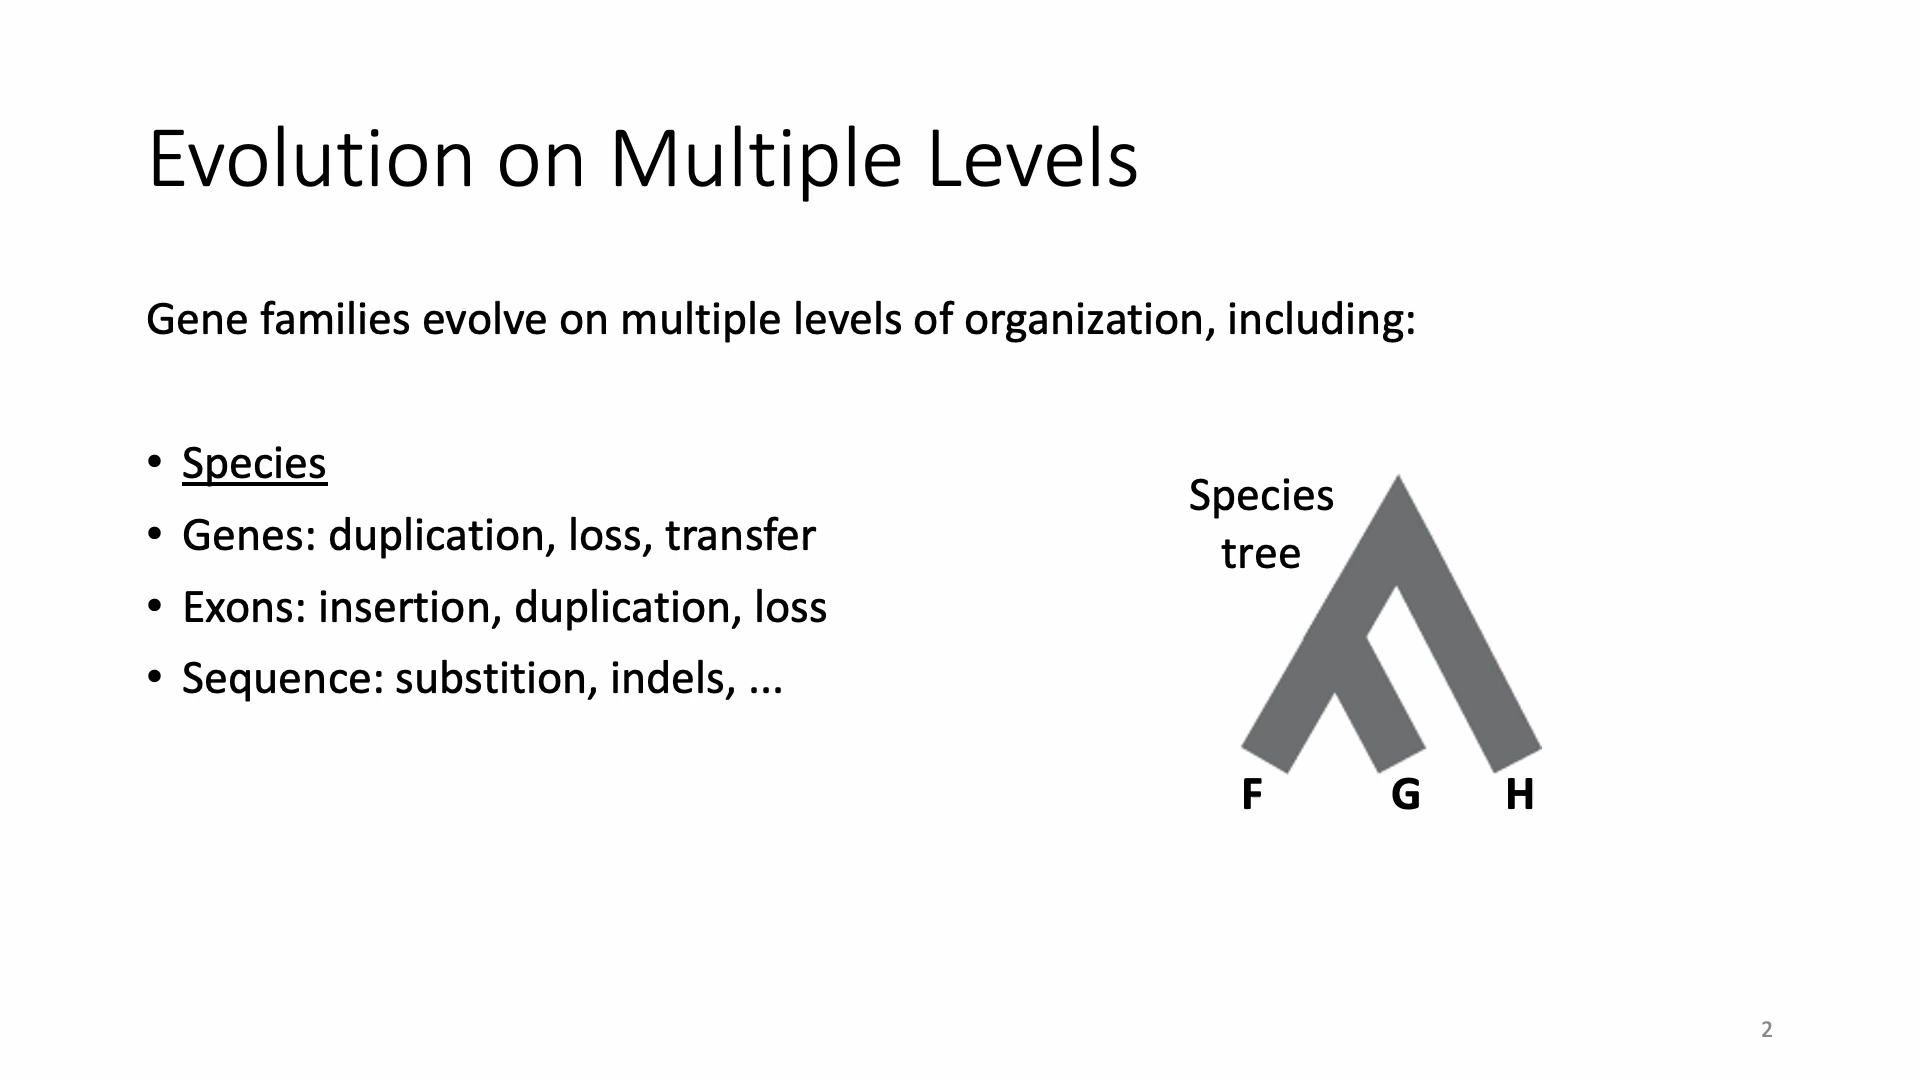 Evolution on Multiple Levels
Gene families evolve on multiple levels of organization, including:
• Species
• Genes: duplication, loss, transfer
• Exons: insertion, duplication, loss
• Sequence: substition, indels, ...
Species
tree
F G H
2